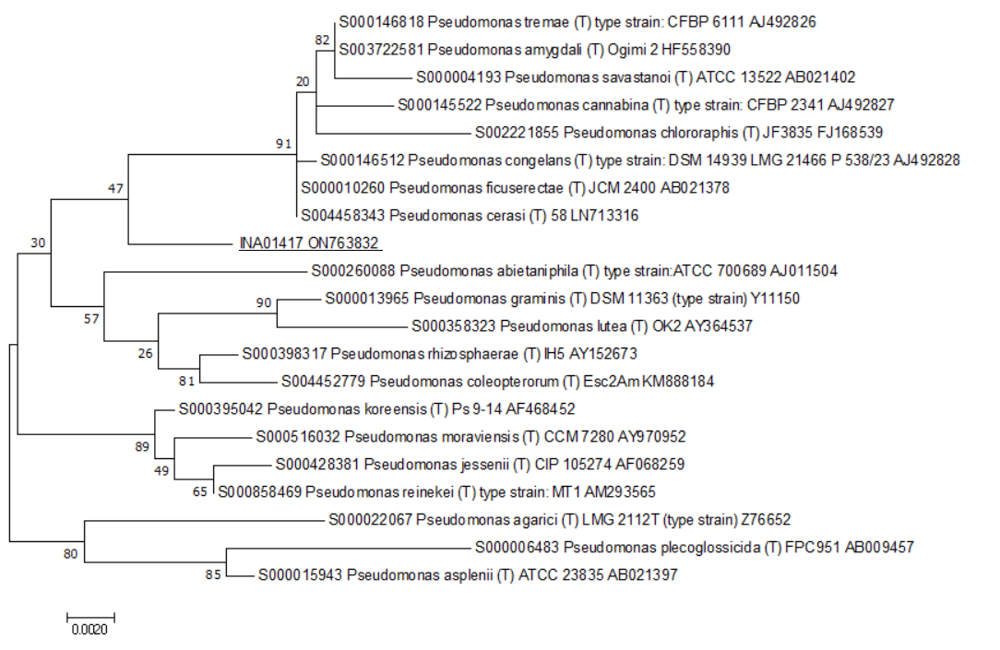 S000146818 Pseudomonas tremae (T) type strain: CFBP 6111 AJ492826
82
S003722581 Pseudomonas amygdali (T) Ogimi 2 HF558390
20
S000004193 Pseudomonas savastanoi (T) ATCC 13522 AB021402
S000145522 Pseudomonas cannabina (T) type strain: CFBP 2341 AJ492827
S002221855 Pseudomonas chlororaphis (T) JF3835 FJ168539
91
S000146512 Pseudomonas congelans (T) type strain: DSM 14939 LMG 21466 P 538/23 AJ492828
47
S000010260 Pseudomonas ficuserectae (T) JCM 2400 AB021378
S004458343 Pseudomonas cerasi (T) 58 LN713316
30
INA01417 ON763832
S000260088 Pseudomonas abietaniphila (T) type strain:ATCC 700689 AJ011504
90
S000013965 Pseudomonas graminis (T) DSM 11363 (type strain) Y11150
57
S000358323 Pseudomonas lutea (T) OK2 AY364537
26
S000398317 Pseudomonas rhizosphaerae (T) IH5 AY152673
81
S004452779 Pseudomonas coleopterorum (T) Esc2Am KM888184
S000395042 Pseudomonas koreensis (T) Ps 9-14 AF468452
89
S000516032 Pseudomonas moraviensis (T) CCM 7280 AY970952
49
S000428381 Pseudomonas jessenii (T) CIP 105274 AF068259
65
S000858469 Pseudomonas reinekei (T) type strain: MT1 AM293565
S000022067 Pseudomonas agarici (T) LMG 2112T (type strain) Z76652
80
S000006483 Pseudomonas plecoglossicida (T) FPC951 AB009457
85
S000015943 Pseudomonas asplenii (T) ATCC 23835 AB021397
0.0020